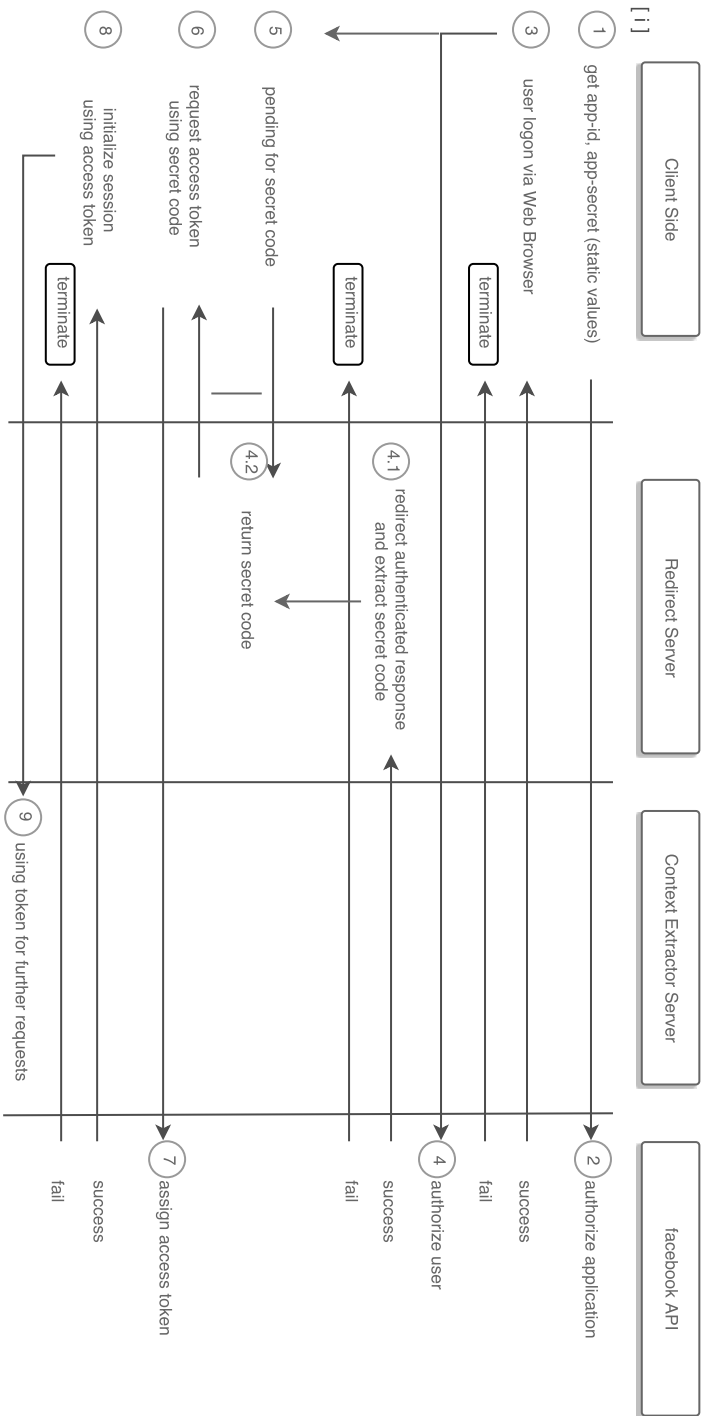 [ i ]
Client Side
Redirect Server
Context Extractor Server
facebook API
1
get app-id, app-secret (static values)
2
authorize application
success
3
user logon via Web Browser
fail
terminate
4
authorize user
success
4.1
redirect authenticated response
and extract secret code
fail
terminate
5
pending for secret code
4.2
return secret code
6
request access token
using secret code
7
assign access token
8
initialize session
using access token
success
fail
terminate
9
using token for further requests